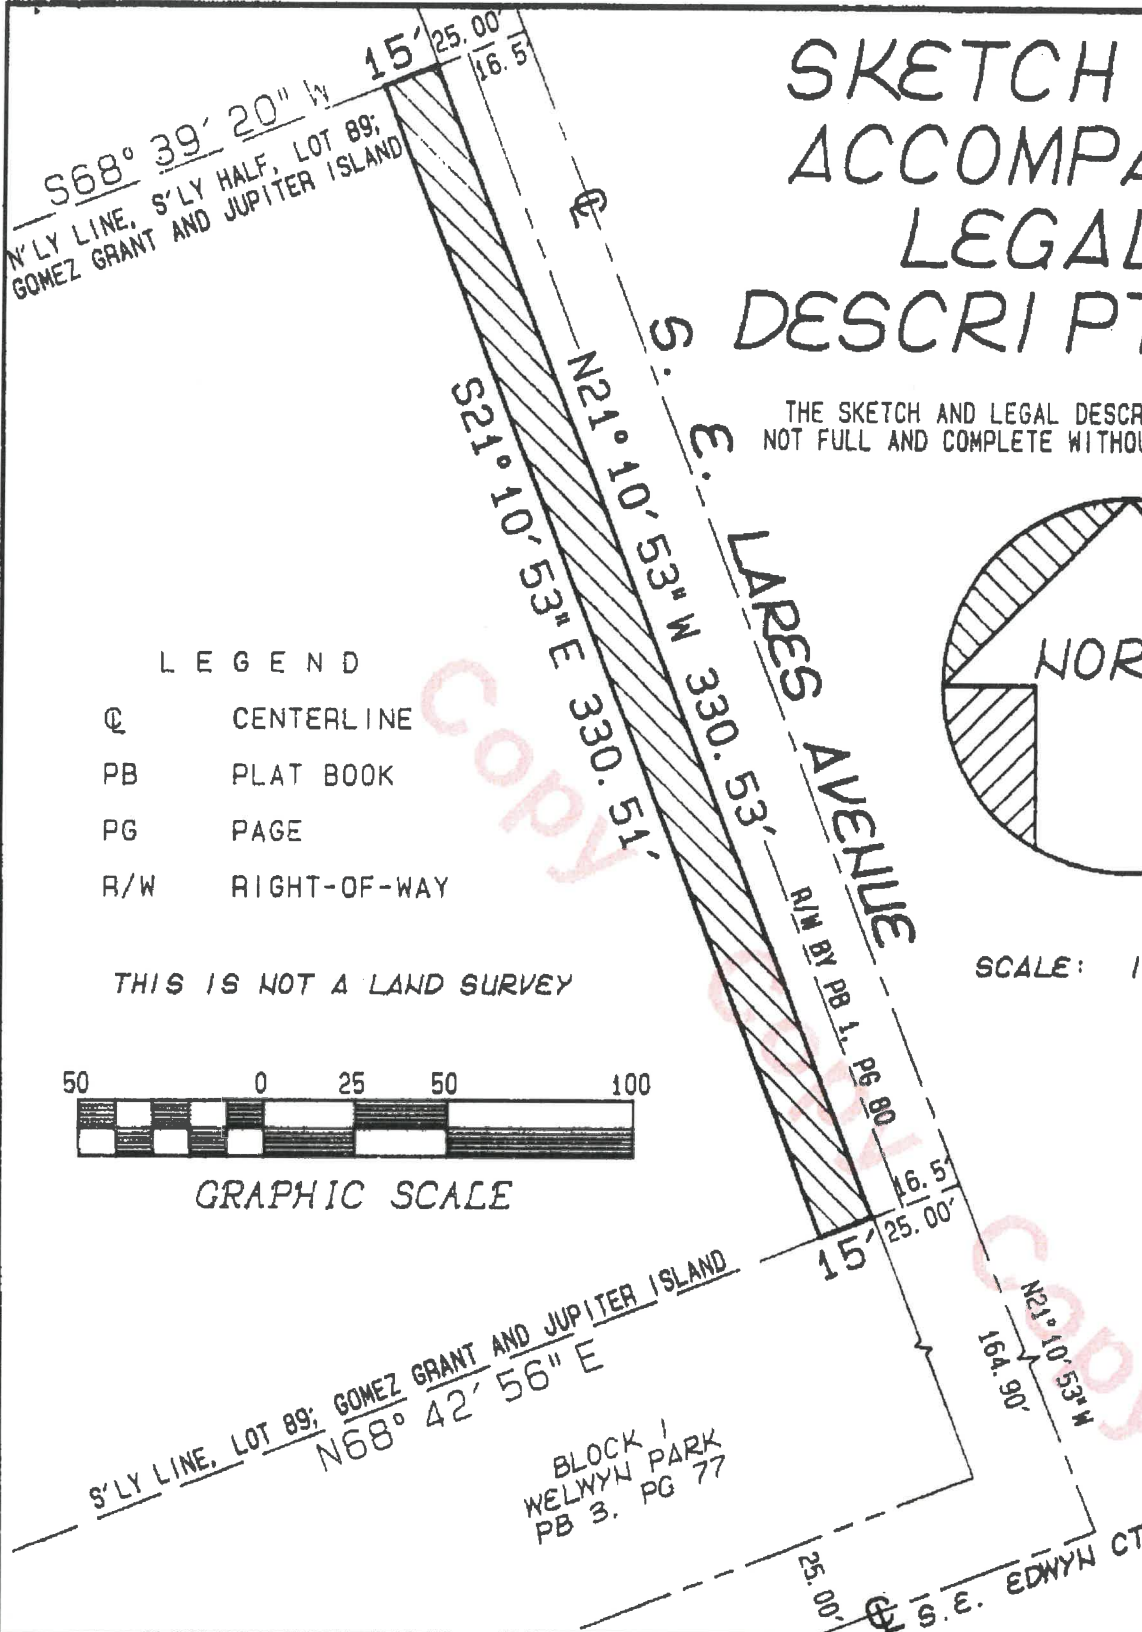 15' 25.00'
16.5'
S68° 39' 20" W
N'LY LINE, S'LY HALF, LOT 89;
GOMEZ GRANT AND JUPITER ISLAND
SKETCH
LEGAL
THE SKETCH AND LEGAL
NOT FULL AND COMPLETE
℄
S. E. LARES AVENUE
N21° 10' 53" W 330.53'
S21° 10' 53" E 330.51'
LEGEND
℄ CENTERLINE
PB PLAT BOOK
PG PAGE
R/W RIGHT-OF-WAY
THIS IS NOT A LAND SURVEY
SCALE: 1
R/W BY PB 1, PG 80
50 0 25 50 100
GRAPHIC SCALE
16.5'
25.00'
15'
S'LY LINE, LOT 89; GOMEZ GRANT AND JUPITER ISLAND
N68° 42' 56" E
N21° 10' 53" W
164.90'
BLOCK 1
WELWYN PARK
PB 3, PG 77
25.00'
℄ S.E. EDWYN CT
Copy
Copy
Copy